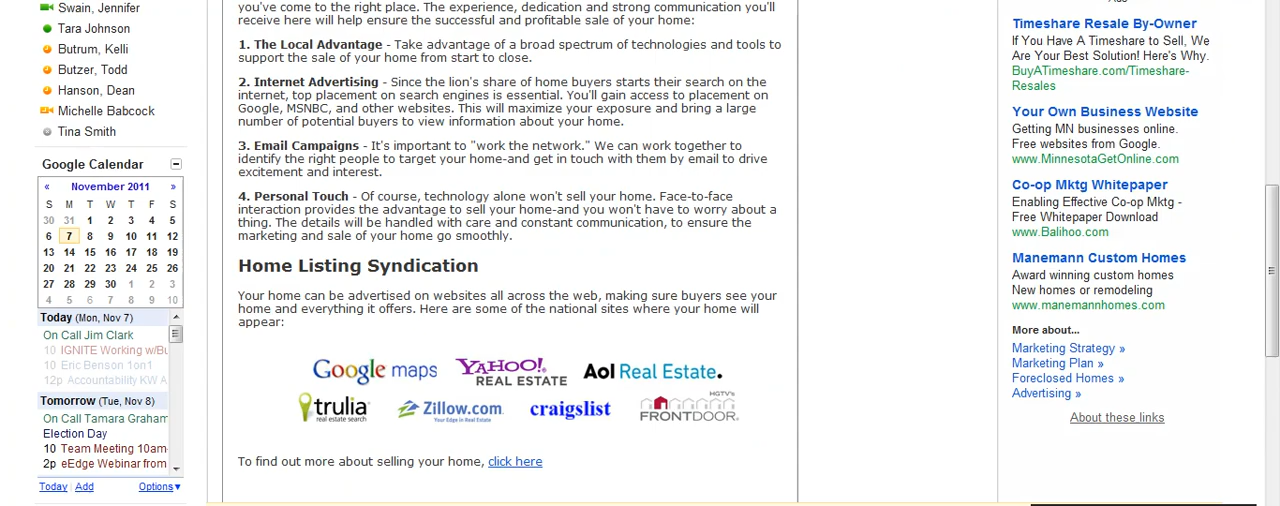 Swain, Jennifer
Tara Johnson
Butrum, Kelli
Butzer, Todd
Hanson, Dean
Michelle Babcock
Tina Smith
Google Calendar
« November 2011 »
S M T W T F S
30 31 1 2 3 4 5
6 7 8 9 10 11 12
13 14 15 16 17 18 19
20 21 22 23 24 25 26
27 28 29 30 1 2 3
4 5 6 7 8 9 10
Today (Mon, Nov 7)
On Call Jim Clark
10 IGNITE Working w/Bu
10 Eric Benson 1on1
12p Accountability KW A
Tomorrow (Tue, Nov 8)
On Call Tamara Graham
Election Day
10 Team Meeting 10am-
2p eEdge Webinar from
Today | Add Options▼
you've come to the right place. The experience, dedication and strong communication you'll
receive here will help ensure the successful and profitable sale of your home:
1. The Local Advantage - Take advantage of a broad spectrum of technologies and tools to
support the sale of your home from start to close.
2. Internet Advertising - Since the lion's share of home buyers starts their search on the
internet, top placement on search engines is essential. You'll gain access to placement on
Google, MSNBC, and other websites. This will maximize your exposure and bring a large
number of potential buyers to view information about your home.
3. Email Campaigns - It's important to "work the network." We can work together to
identify the right people to target your home-and get in touch with them by email to drive
excitement and interest.
4. Personal Touch - Of course, technology alone won't sell your home. Face-to-face
interaction provides the advantage to sell your home-and you won't have to worry about a
thing. The details will be handled with care and constant communication, to ensure the
marketing and sale of your home go smoothly.
Home Listing Syndication
Your home can be advertised on websites all across the web, making sure buyers see your
home and everything it offers. Here are some of the national sites where your home will
appear:
Google maps YAHOO! REAL ESTATE Aol Real Estate.
trulia real estate search Zillow.com Your Edge in Real Estate craigslist HGTV's FRONTDOOR
To find out more about selling your home, click here
Ads
Timeshare Resale By-Owner
If You Have A Timeshare to Sell, We
Are Your Best Solution! Here's Why.
BuyATimeshare.com/Timeshare-
Resales
Your Own Business Website
Getting MN businesses online.
Free websites from Google.
www.MinnesotaGetOnline.com
Co-op Mktg Whitepaper
Enabling Effective Co-op Mktg -
Free Whitepaper Download
www.Balihoo.com
Manemann Custom Homes
Award winning custom homes
New homes or remodeling
www.manemannhomes.com
More about...
Marketing Strategy »
Marketing Plan »
Foreclosed Homes »
Advertising »
About these links